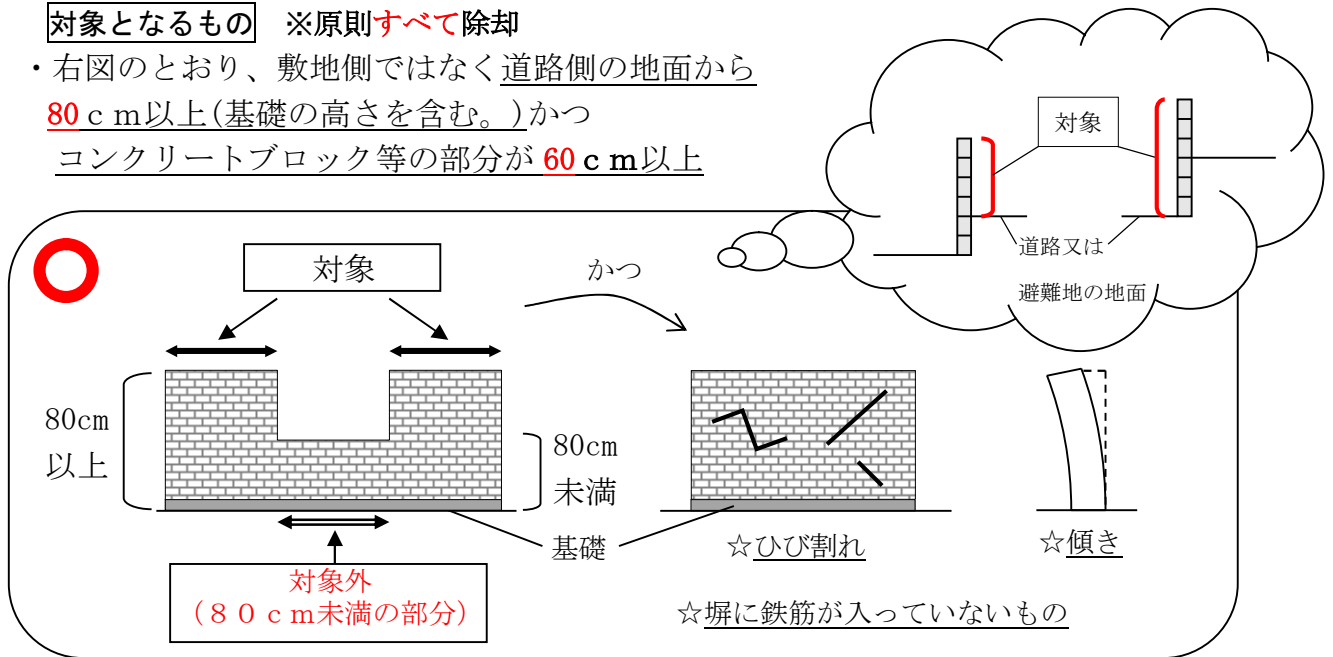 対象となるもの ※原則すべて除却
・右図のとおり、敷地側ではなく道路側の地面から
80ｃｍ以上(基礎の高さを含む。)かつ
コンクリートブロック等の部分が 60ｃｍ以上
対象
道路又は
避難地の地面
対象
かつ
80cm
以上
80cm
未満
基礎
☆ひび割れ
☆傾き
対象外
（８０ｃｍ未満の部分）
☆塀に鉄筋が入っていないもの